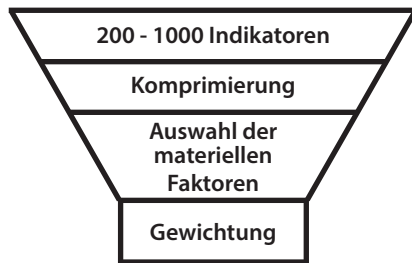 200 - 1000 Indikatoren
Komprimierung
Auswahl der
materiellen
Faktoren
Gewichtung